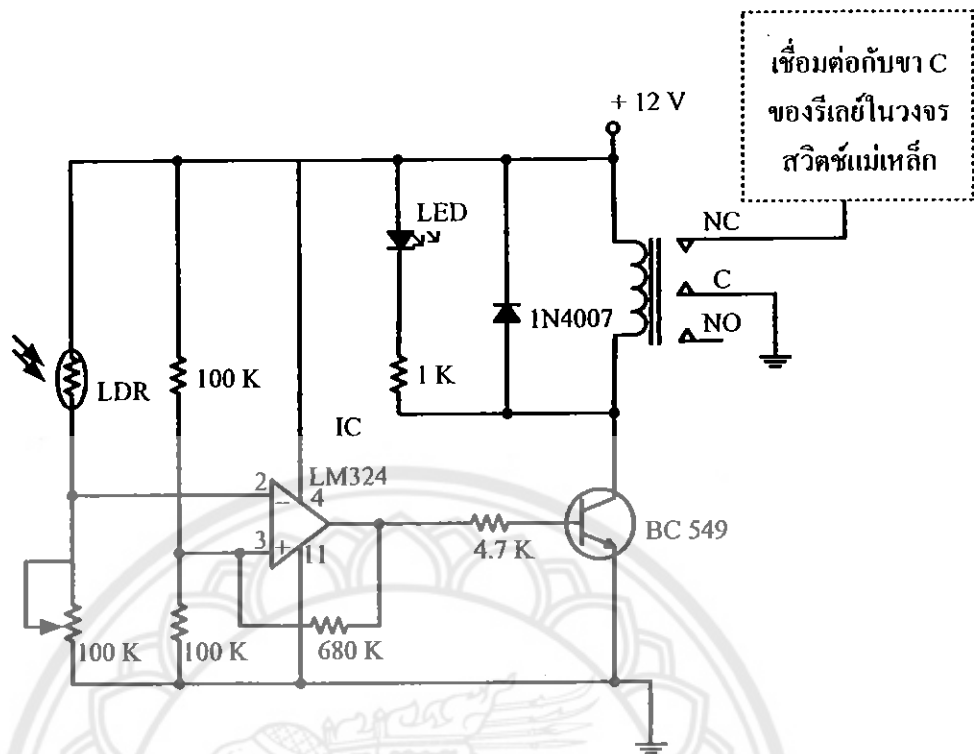 เชื่อมต่อกับขา C
ของรีเลย์ในวงจร
สวิตช์แม่เหล็ก
+ 12 V
LED
NC
C
NO
1N4007
LDR
100 K
1 K
IC
LM324
2
4
3
11
4.7 K
BC 549
100 K
100 K
680 K